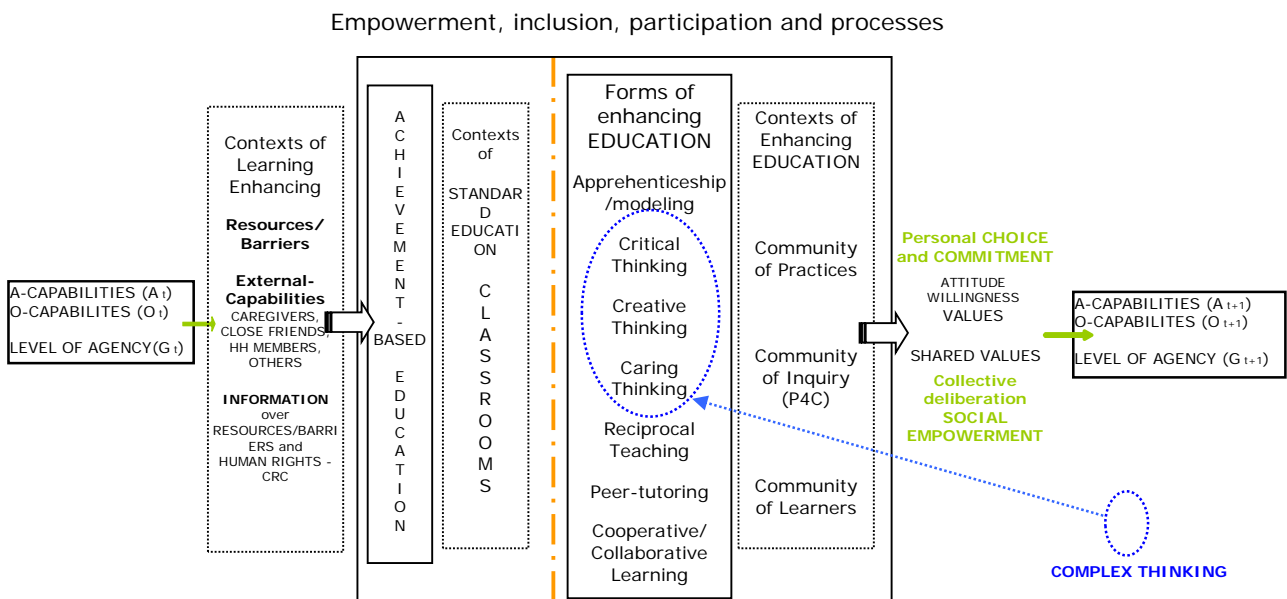 Empowerment, inclusion, participation and processes
A-CAPABILITIES (A t)
O-CAPABILITES (O t)
LEVEL OF AGENCY(G t)
Contexts of
Learning
Enhancing
Resources/
Barriers
External-
Capabilities
CAREGIVERS,
CLOSE FRIENDS,
HH MEMBERS,
OTHERS
INFORMATION
over
RESOURCES/BARRI
ERS and
HUMAN RIGHTS -
CRC
A
C
H
I
E
V
E
M
E
N
T
-
BASED
E
D
U
C
A
T
I
O
N
Contexts
of
STANDAR
D
EDUCATI
ON
C
L
A
S
S
R
O
O
M
S
Forms of
enhancing
EDUCATION
Apprehenticeship
/modeling
Critical
Thinking
Creative
Thinking
Caring
Thinking
Reciprocal
Teaching
Peer-tutoring
Cooperative/
Collaborative
Learning
Contexts of
Enhancing
EDUCATION
Community
of Practices
Community
of Inquiry
(P4C)
Community
of Learners
Personal CHOICE
and COMMITMENT
ATTITUDE
WILLINGNESS
VALUES
SHARED VALUES
Collective
deliberation
SOCIAL
EMPOWERMENT
A-CAPABILITIES (A t+1)
O-CAPABILITES (O t+1)
LEVEL OF AGENCY (G t+1)
COMPLEX THINKING